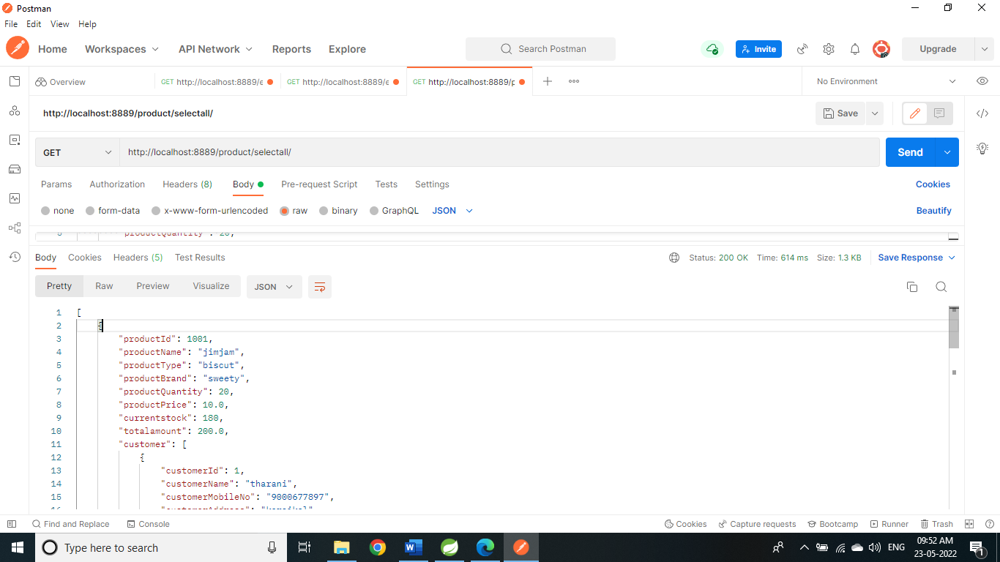 Postman
File Edit View Help
Home Workspaces API Network Reports Explore Search Postman Invite Upgrade
Overview GET http://localhost:8889/e GET http://localhost:8889/e GET http://localhost:8889/p No Environment
http://localhost:8889/product/selectall/ Save
GET http://localhost:8889/product/selectall/ Send
Params Authorization Headers (8) Body Pre-request Script Tests Settings Cookies
none form-data x-www-form-urlencoded raw binary GraphQL JSON Beautify
5 productQuantity : 20,
Body Cookies Headers (5) Test Results Status: 200 OK Time: 614 ms Size: 1.3 KB Save Response
Pretty Raw Preview Visualize JSON
1 [
2 {
3 "productId": 1001,
4 "productName": "jimjam",
5 "productType": "biscut",
6 "productBrand": "sweety",
7 "productQuantity": 20,
8 "productPrice": 10.0,
9 "currentstock": 180,
10 "totalamount": 200.0,
11 "customer": [
12 {
13 "customerId": 1,
14 "customerName": "tharani",
15 "customerMobileNo": "9000677897",
16 "customerAddress":
Find and Replace Console Cookies Capture requests Bootcamp Runner Trash
Type here to search ENG 09:52 AM
23-05-2022 1